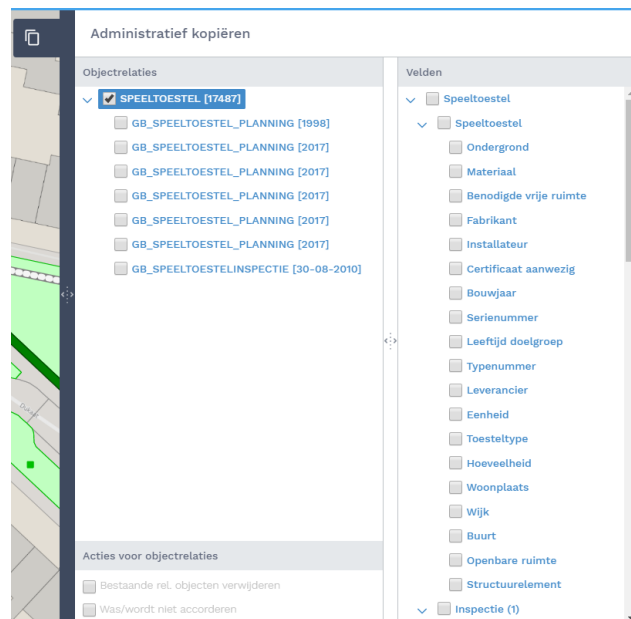 Administratief kopiëren
Objectrelaties
SPEELTOESTEL [17487]
GB_SPEELTOESTEL_PLANNING [1998]
GB_SPEELTOESTEL_PLANNING [2017]
GB_SPEELTOESTEL_PLANNING [2017]
GB_SPEELTOESTEL_PLANNING [2017]
GB_SPEELTOESTEL_PLANNING [2017]
GB_SPEELTOESTEL_PLANNING [2017]
GB_SPEELTOESTELINSPECTIE [30-08-2010]
Acties voor objectrelaties
Bestaande rel. objecten verwijderen
Was/wordt niet accorderen
Velden
Speeltoestel
Speeltoestel
Ondergrond
Materiaal
Benodigde vrije ruimte
Fabrikant
Installateur
Certificaat aanwezig
Bouwjaar
Serienummer
Leeftijd doelgroep
Typenummer
Leverancier
Eenheid
Toesteltype
Hoeveelheid
Woonplaats
Wijk
Buurt
Openbare ruimte
Structuurelement
Inspectie (1)